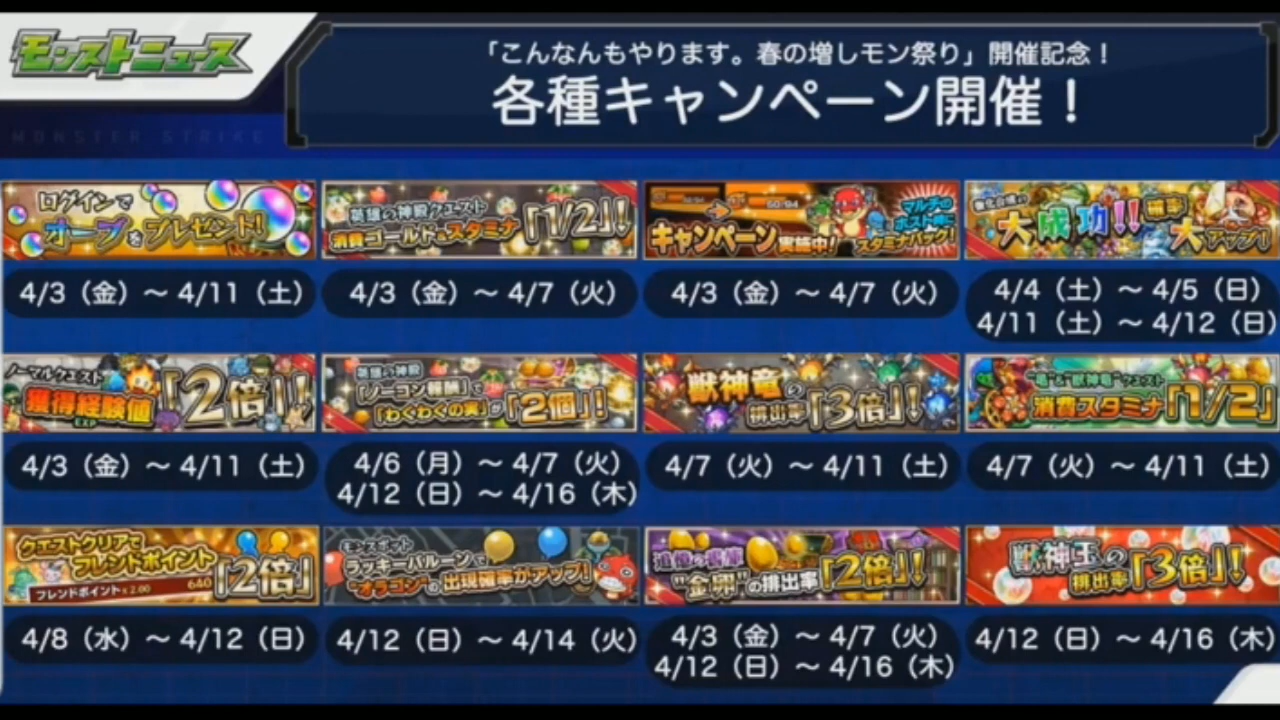 モンストニュース
「こんなんもやります。春の増しモン祭り」開催記念！
各種キャンペーン開催！
MONSTER STRIKE
ログインで
オーブをプレゼント!
4/3（金）～ 4/11（土）
英雄の神殿クエスト
消費ゴールド&スタミナ「1/2」!
4/3（金）～ 4/7（火）
60/94
キャンペーン実施中!
マルチの
ホスト時に
スタミナバック!
4/3（金）～ 4/7（火）
強化合成の
大成功!! 確率
大アップ!
4/4（土）～ 4/5（日）
4/11（土）～ 4/12（日）
ノーマルクエスト
獲得経験値「2倍」!
EXP
4/3（金）～ 4/11（土）
英雄の神殿
「ノーコン報酬」で
「わくわくの実」が「2個」!
4/6（月）～ 4/7（火）
4/12（日）～ 4/16（木）
獣神竜の
排出率「3倍」!
4/7（火）～ 4/11（土）
"竜"&"獣神竜"クエスト
消費スタミナ「1/2」
4/7（火）～ 4/11（土）
クエストクリアで
フレンドポイント「2倍」
フレンドポイント x 2.00 640
4/8（水）～ 4/12（日）
モンスポット
ラッキーバルーンで
"オラコイン"の出現確率がアップ!
4/12（日）～ 4/14（火）
追憶の書庫
"金卵"の排出率「2倍」!
4/3（金）～ 4/7（火）
4/12（日）～ 4/16（木）
獣神玉の
排出率「3倍」!
4/12（日）～ 4/16（木）